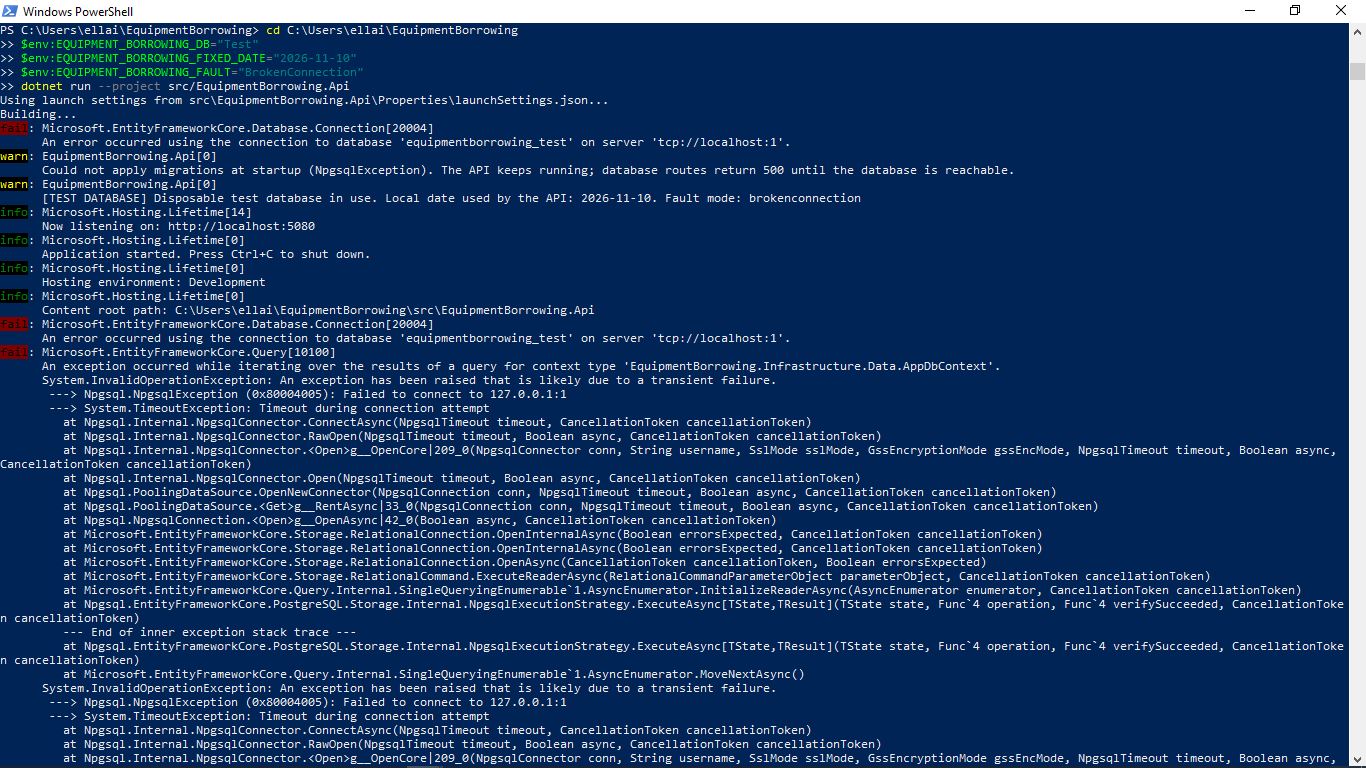 Windows PowerShell
PS C:\Users\ellai\EquipmentBorrowing> cd C:\Users\ellai\EquipmentBorrowing
>> $env:EQUIPMENT_BORROWING_DB="Test"
>> $env:EQUIPMENT_BORROWING_FIXED_DATE="2026-11-10"
>> $env:EQUIPMENT_BORROWING_FAULT="BrokenConnection"
>> dotnet run --project src/EquipmentBorrowing.Api
Using launch settings from src\EquipmentBorrowing.Api\Properties\launchSettings.json...
Building...
fail: Microsoft.EntityFrameworkCore.Database.Connection[20004]
An error occurred using the connection to database 'equipmentborrowing_test' on server 'tcp://localhost:1'.
warn: EquipmentBorrowing.Api[0]
Could not apply migrations at startup (NpgsqlException). The API keeps running; database routes return 500 until the database is reachable.
warn: EquipmentBorrowing.Api[0]
[TEST DATABASE] Disposable test database in use. Local date used by the API: 2026-11-10. Fault mode: brokenconnection
info: Microsoft.Hosting.Lifetime[14]
Now listening on: http://localhost:5080
info: Microsoft.Hosting.Lifetime[0]
Application started. Press Ctrl+C to shut down.
info: Microsoft.Hosting.Lifetime[0]
Hosting environment: Development
info: Microsoft.Hosting.Lifetime[0]
Content root path: C:\Users\ellai\EquipmentBorrowing\src\EquipmentBorrowing.Api
fail: Microsoft.EntityFrameworkCore.Database.Connection[20004]
An error occurred using the connection to database 'equipmentborrowing_test' on server 'tcp://localhost:1'.
fail: Microsoft.EntityFrameworkCore.Query[10100]
An exception occurred while iterating over the results of a query for context type 'EquipmentBorrowing.Infrastructure.Data.AppDbContext'.
System.InvalidOperationException: An exception has been raised that is likely due to a transient failure.
---> Npgsql.NpgsqlException (0x80004005): Failed to connect to 127.0.0.1:1
---> System.TimeoutException: Timeout during connection attempt
at Npgsql.Internal.NpgsqlConnector.ConnectAsync(NpgsqlTimeout timeout, CancellationToken cancellationToken)
at Npgsql.Internal.NpgsqlConnector.RawOpen(NpgsqlTimeout timeout, Boolean async, CancellationToken cancellationToken)
at Npgsql.Internal.NpgsqlConnector.<Open>g__OpenCore|209_0(NpgsqlConnector conn, String username, SslMode sslMode, GssEncryptionMode gssEncMode, NpgsqlTimeout timeout, Boolean async,
CancellationToken cancellationToken)
at Npgsql.Internal.NpgsqlConnector.Open(NpgsqlTimeout timeout, Boolean async, CancellationToken cancellationToken)
at Npgsql.PoolingDataSource.OpenNewConnector(NpgsqlConnection conn, NpgsqlTimeout timeout, Boolean async, CancellationToken cancellationToken)
at Npgsql.PoolingDataSource.<Get>g__RentAsync|33_0(NpgsqlConnection conn, NpgsqlTimeout timeout, Boolean async, CancellationToken cancellationToken)
at Npgsql.NpgsqlConnection.<Open>g__OpenAsync|42_0(Boolean async, CancellationToken cancellationToken)
at Microsoft.EntityFrameworkCore.Storage.RelationalConnection.OpenInternalAsync(Boolean errorsExpected, CancellationToken cancellationToken)
at Microsoft.EntityFrameworkCore.Storage.RelationalConnection.OpenInternalAsync(Boolean errorsExpected, CancellationToken cancellationToken)
at Microsoft.EntityFrameworkCore.Storage.RelationalConnection.OpenAsync(CancellationToken cancellationToken, Boolean errorsExpected)
at Microsoft.EntityFrameworkCore.Storage.RelationalCommand.ExecuteReaderAsync(RelationalCommandParameterObject parameterObject, CancellationToken cancellationToken)
at Microsoft.EntityFrameworkCore.Query.Internal.SingleQueryingEnumerable`1.AsyncEnumerator.InitializeReaderAsync(AsyncEnumerator enumerator, CancellationToken cancellationToken)
at Npgsql.EntityFrameworkCore.PostgreSQL.Storage.Internal.NpgsqlExecutionStrategy.ExecuteAsync[TState,TResult](TState state, Func`4 operation, Func`4 verifySucceeded, CancellationToke
n cancellationToken)
--- End of inner exception stack trace ---
at Npgsql.EntityFrameworkCore.PostgreSQL.Storage.Internal.NpgsqlExecutionStrategy.ExecuteAsync[TState,TResult](TState state, Func`4 operation, Func`4 verifySucceeded, CancellationToke
n cancellationToken)
at Microsoft.EntityFrameworkCore.Query.Internal.SingleQueryingEnumerable`1.AsyncEnumerator.MoveNextAsync()
System.InvalidOperationException: An exception has been raised that is likely due to a transient failure.
---> Npgsql.NpgsqlException (0x80004005): Failed to connect to 127.0.0.1:1
---> System.TimeoutException: Timeout during connection attempt
at Npgsql.Internal.NpgsqlConnector.ConnectAsync(NpgsqlTimeout timeout, CancellationToken cancellationToken)
at Npgsql.Internal.NpgsqlConnector.RawOpen(NpgsqlTimeout timeout, Boolean async, CancellationToken cancellationToken)
at Npgsql.Internal.NpgsqlConnector.<Open>g__OpenCore|209_0(NpgsqlConnector conn, String username, SslMode sslMode, GssEncryptionMode gssEncMode, NpgsqlTimeout timeout, Boolean async,